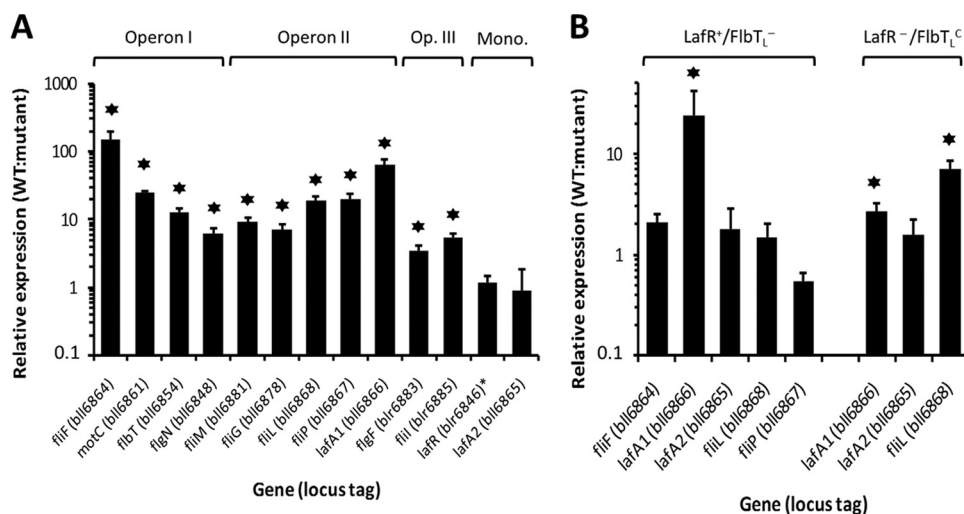 A
Operon I
Operon II
Op. III
Mono.
Relative expression (WT:mutant)
1000
100
10
1
0.1
fliF (bll6864)
motC (bll6861)
flbT (bll6854)
flgN (bll6848)
fliM (bll6881)
fliG (bll6878)
fliL (bll6868)
fliP (bll6867)
lafA1 (bll6866)
flgF (blr6883)
fliI (blr6885)
lafR (blr6846)*
lafA2 (bll6865)
Gene (locus tag)
B
LafR⁺/FlbTL⁻
LafR⁻/FlbTLᶜ
Relative expression (WT:mutant)
10
1
0.1
fliF (bll6864)
lafA1 (bll6866)
lafA2 (bll6865)
fliL (bll6868)
fliP (bll6867)
lafA1 (bll6866)
lafA2 (bll6865)
fliL (bll6868)
Gene (locus tag)